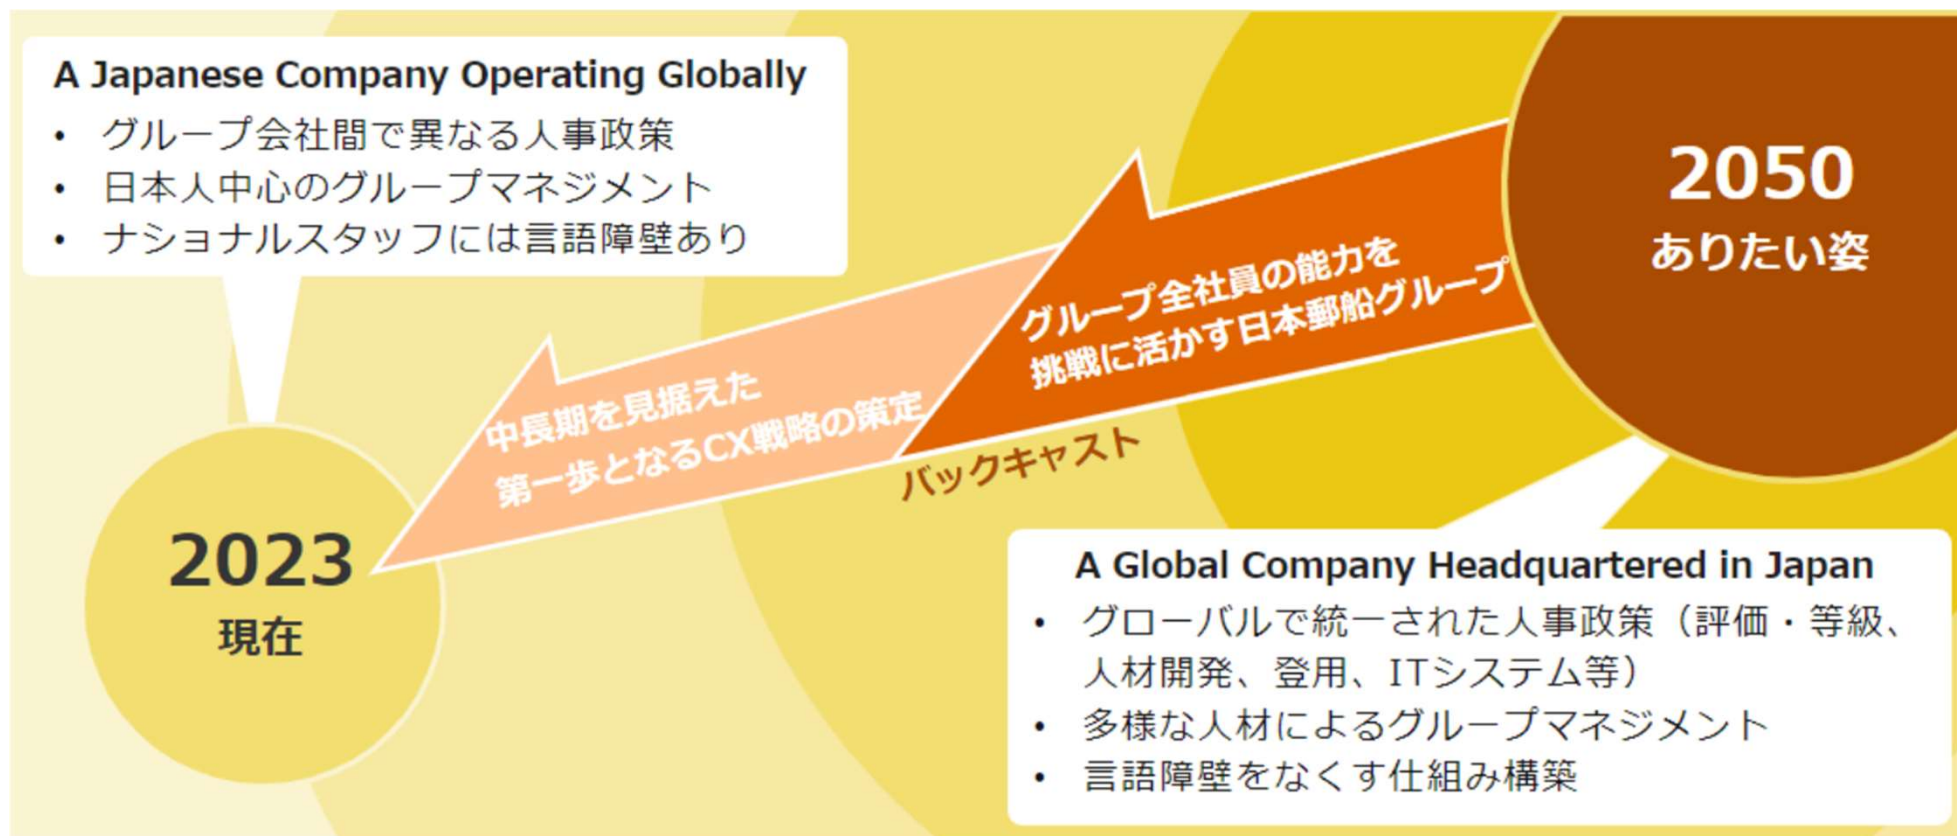 A Japanese Company Operating Globally
• グループ会社間で異なる人事政策
• 日本人中心のグループマネジメント
• ナショナルスタッフには言語障壁あり
2050
ありたい姿
グループ全社員の能力を
挑戦に活かす日本郵船グループ
中長期を見据えた
第一歩となるCX戦略の策定
バックキャスト
2023
現在
A Global Company Headquartered in Japan
• グローバルで統一された人事政策（評価・等級、
人材開発、登用、ITシステム等）
• 多様な人材によるグループマネジメント
• 言語障壁をなくす仕組み構築